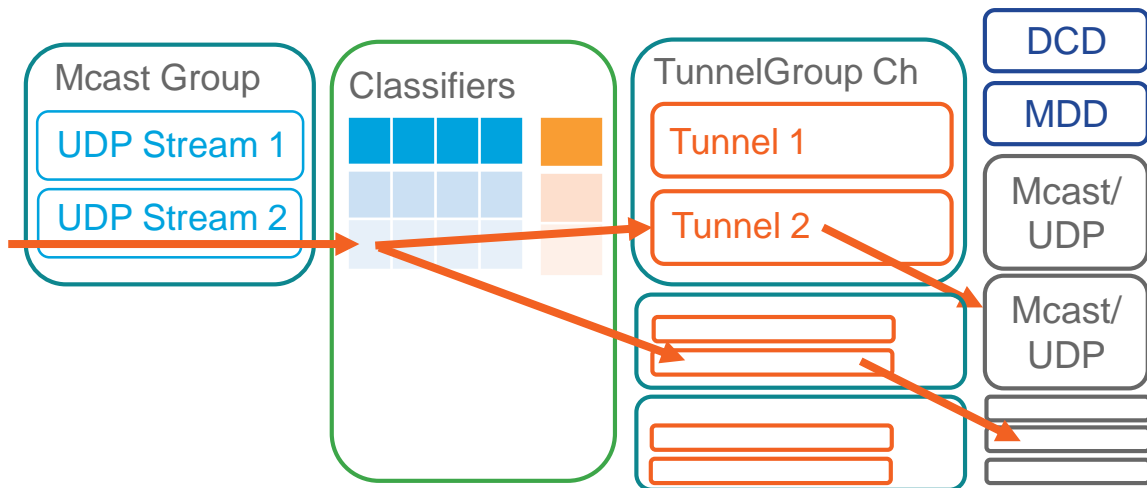 Mcast Group
UDP Stream 1
UDP Stream 2
Classifiers
TunnelGroup Ch
Tunnel 1
Tunnel 2
DCD
MDD
Mcast/
UDP
Mcast/
UDP